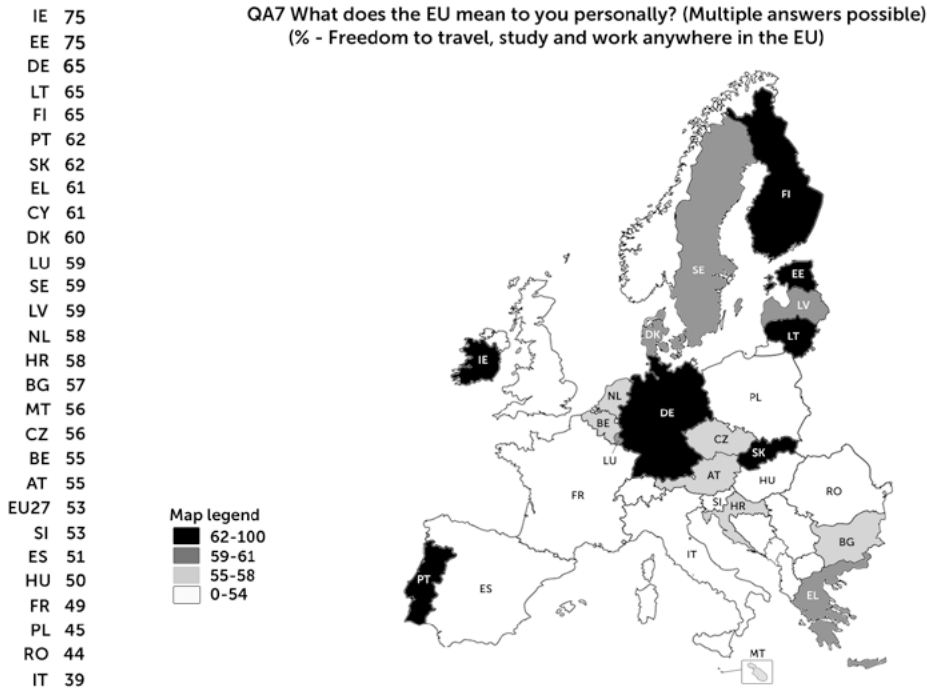 QA7 What does the EU mean to you personally? (Multiple answers possible)
(% - Freedom to travel, study and work anywhere in the EU)
IE 75
EE 75
DE 65
LT 65
FI 65
PT 62
SK 62
EL 61
CY 61
DK 60
LU 59
SE 59
LV 59
NL 58
HR 58
BG 57
MT 56
CZ 56
BE 55
AT 55
EU27 53
SI 53
ES 51
HU 50
FR 49
PL 45
RO 44
IT 39
Map legend
62-100
59-61
55-58
0-54
FI
SE
EE
LV
DK
LT
IE
NL
DE
PL
BE
CZ
LU
SK
AT
HU
FR
SI
HR
RO
BG
IT
PT
ES
EL
MT